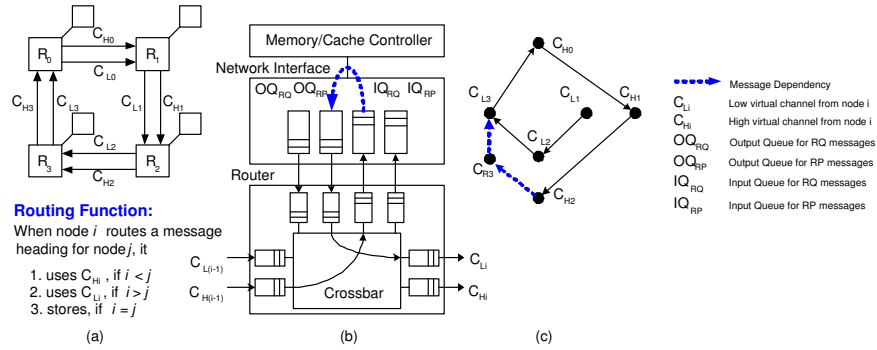 C_H0
R_0
R_1
C_L0
C_H3
C_L3
C_L1
C_H1
C_L2
R_3
R_2
C_H2
Routing Function:
When node i routes a message
heading for node j, it
1. uses C_Hi , if i < j
2. uses C_Li , if i > j
3. stores, if i = j
(a)
Memory/Cache Controller
Network Interface
OQ_RQ OQ_RP IQ_RQ IQ_RP
Router
C_L(i-1)
C_Li
C_H(i-1)
C_Hi
Crossbar
(b)
C_H0
C_L3
C_L1
C_H1
C_L2
C_R3
C_H2
(c)
Message Dependency
C_Li Low virtual channel from node i
C_Hi High virtual channel from node i
OQ_RQ Output Queue for RQ messages
OQ_RP Output Queue for RP messages
IQ_RQ Input Queue for RQ messages
IQ_RP Input Queue for RP messages